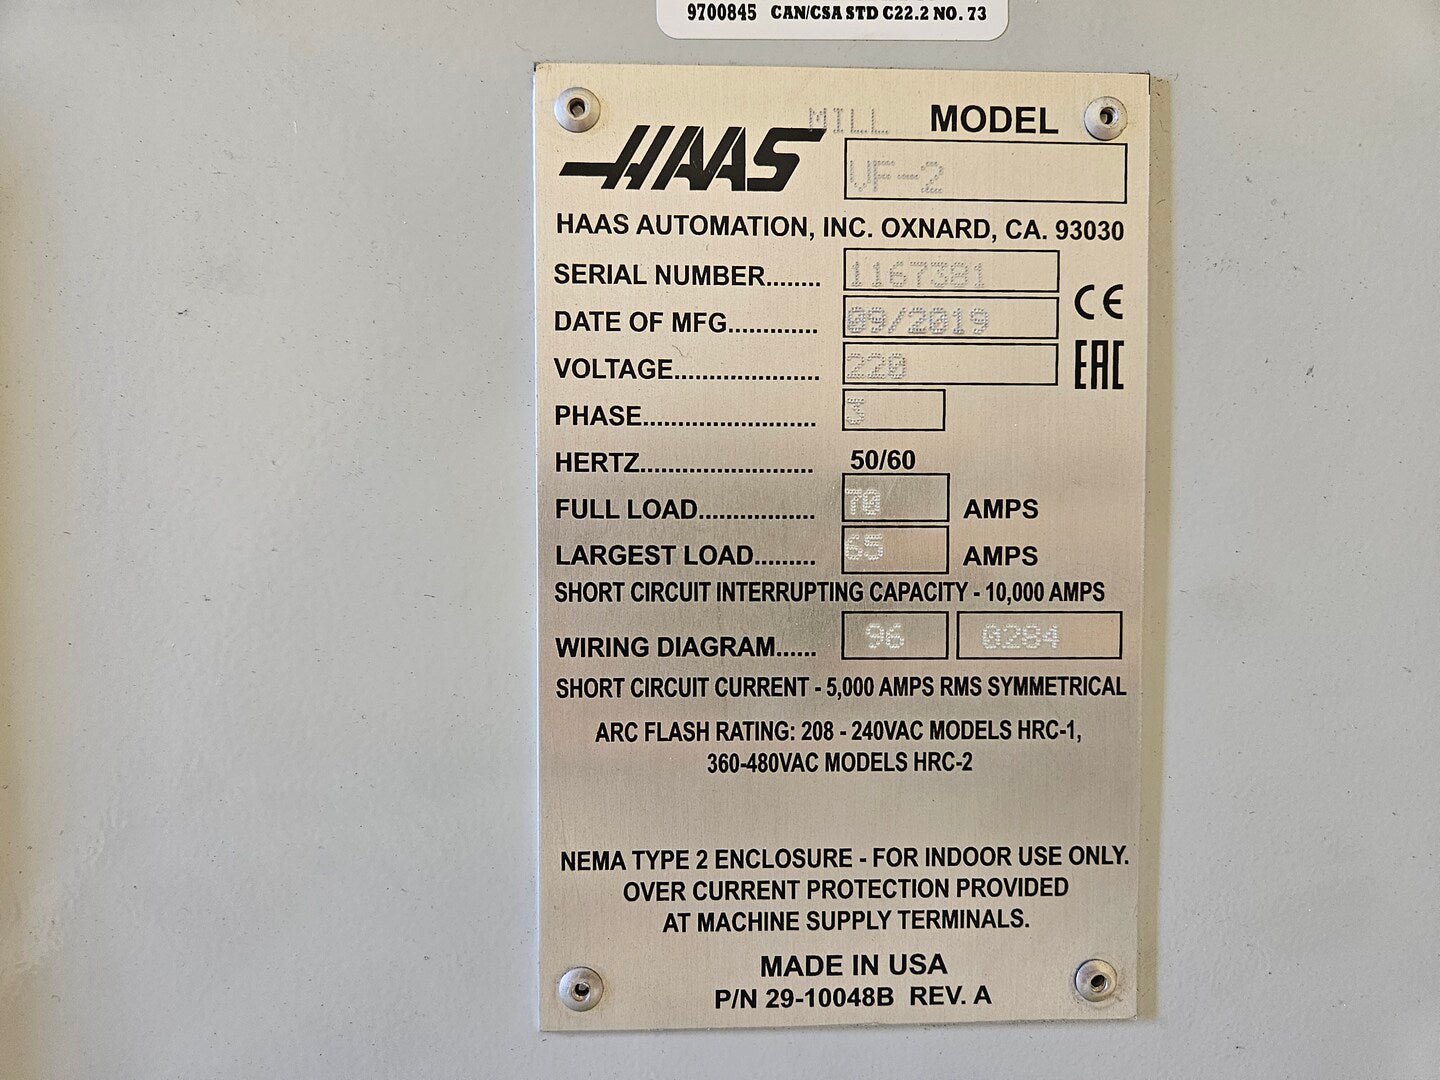 9700845 CAN/CSA STD C22.2 NO. 73
MILL MODEL
HAAS VF-2
HAAS AUTOMATION, INC. OXNARD, CA. 93030
SERIAL NUMBER........ 1167381
DATE OF MFG............. 09/2019
CE
VOLTAGE..................... 220
EAC
PHASE........................ 3
HERTZ........................ 50/60
FULL LOAD................ 70 AMPS
LARGEST LOAD......... 65 AMPS
SHORT CIRCUIT INTERRUPTING CAPACITY - 10,000 AMPS
WIRING DIAGRAM...... 96 0284
SHORT CIRCUIT CURRENT - 5,000 AMPS RMS SYMMETRICAL
ARC FLASH RATING: 208 - 240VAC MODELS HRC-1,
360-480VAC MODELS HRC-2
NEMA TYPE 2 ENCLOSURE - FOR INDOOR USE ONLY.
OVER CURRENT PROTECTION PROVIDED
AT MACHINE SUPPLY TERMINALS.
MADE IN USA
P/N 29-10048B REV. A